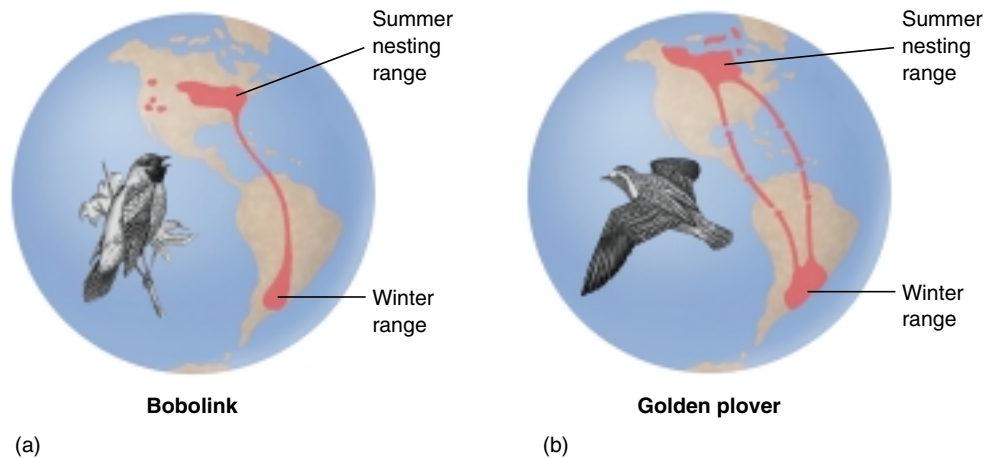 Summer
nesting
range
Winter
range
Bobolink
(a)
Summer
nesting
range
Winter
range
Golden plover
(b)